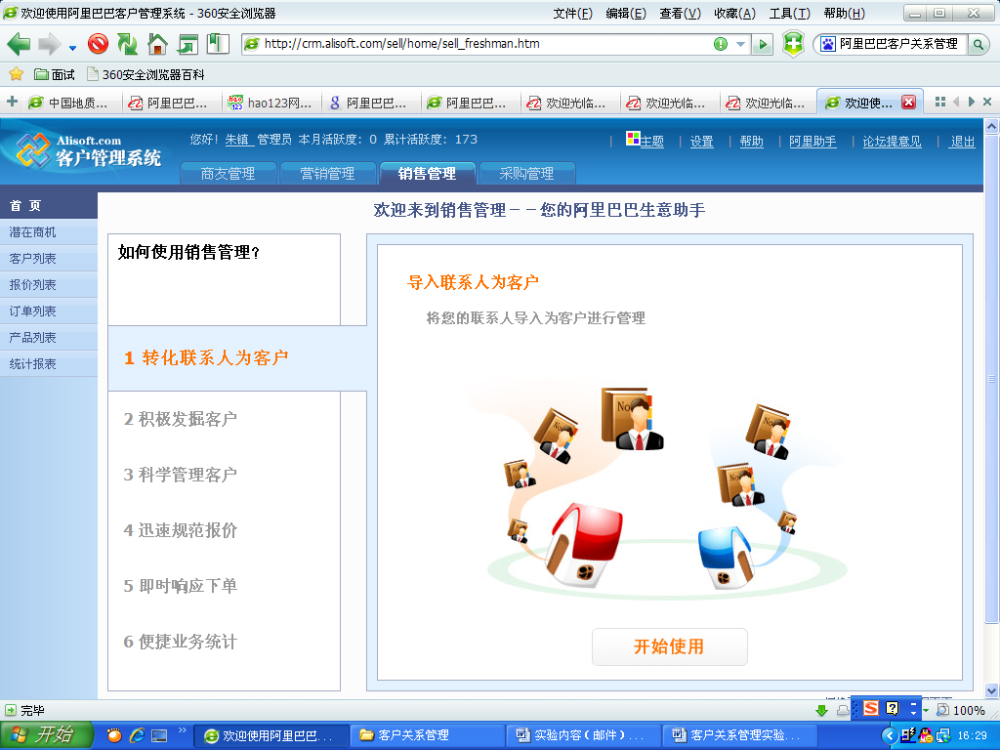 欢迎使用阿里巴巴客户管理系统 - 360安全浏览器
文件(F) 编辑(E) 查看(V) 收藏(A) 工具(T) 帮助(H)
http://crm.alisoft.com/sell/home/sell_freshman.htm
阿里巴巴客户关系管理
面试 360安全浏览器百科
中国地质... 阿里巴巴... hao123网... 阿里巴巴... 阿里巴巴... 欢迎光临... 欢迎光临... 欢迎光临... 欢迎使...
Alisoft.com
客户管理系统
您好! 朱镇 管理员 本月活跃度: 0 累计活跃度: 173
| 主题 | 设置 | 帮助 | 阿里助手 | 论坛提意见 | 退出
商友管理 营销管理 销售管理 采购管理
首 页
潜在商机
客户列表
报价列表
订单列表
产品列表
统计报表
欢迎来到销售管理--您的阿里巴巴生意助手
如何使用销售管理?
1 转化联系人为客户
2 积极发掘客户
3 科学管理客户
4 迅速规范报价
5 即时响应下单
6 便捷业务统计
导入联系人为客户
将您的联系人导入为客户进行管理
开始使用
完毕
100%
开始
欢迎使用阿里巴巴...
客户关系管理
实验内容(邮件)...
客户关系管理实验...
16:29